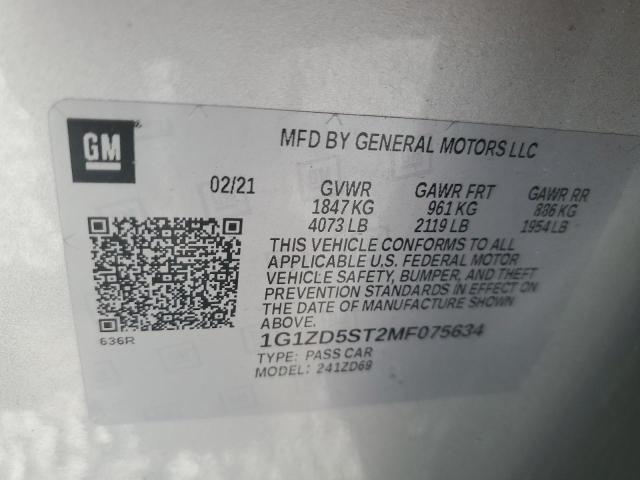 GM
MFD BY GENERAL MOTORS LLC
02/21 GVWR GAWR FRT GAWR RR
1847 KG 961 KG 886 KG
4073 LB 2119 LB 1954 LB
THIS VEHICLE CONFORMS TO ALL
APPLICABLE U.S. FEDERAL MOTOR
VEHICLE SAFETY, BUMPER, AND THEFT
PREVENTION STANDARDS IN EFFECT ON
THE DATE OF MANUFACTURE SHOWN
ABOVE.
636R
1G1ZD5ST2MF075634
TYPE: PASS CAR
MODEL: 241ZD69